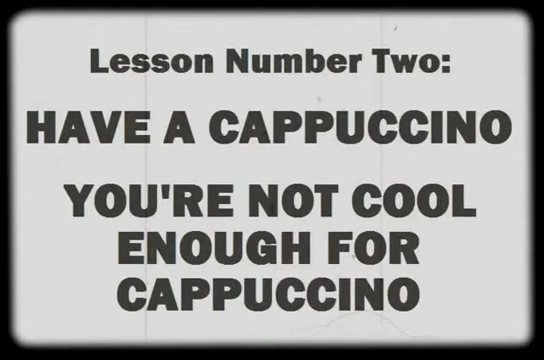 Lesson Number Two:
HAVE A CAPPUCCINO
YOU'RE NOT COOL
ENOUGH FOR
CAPPUCCINO